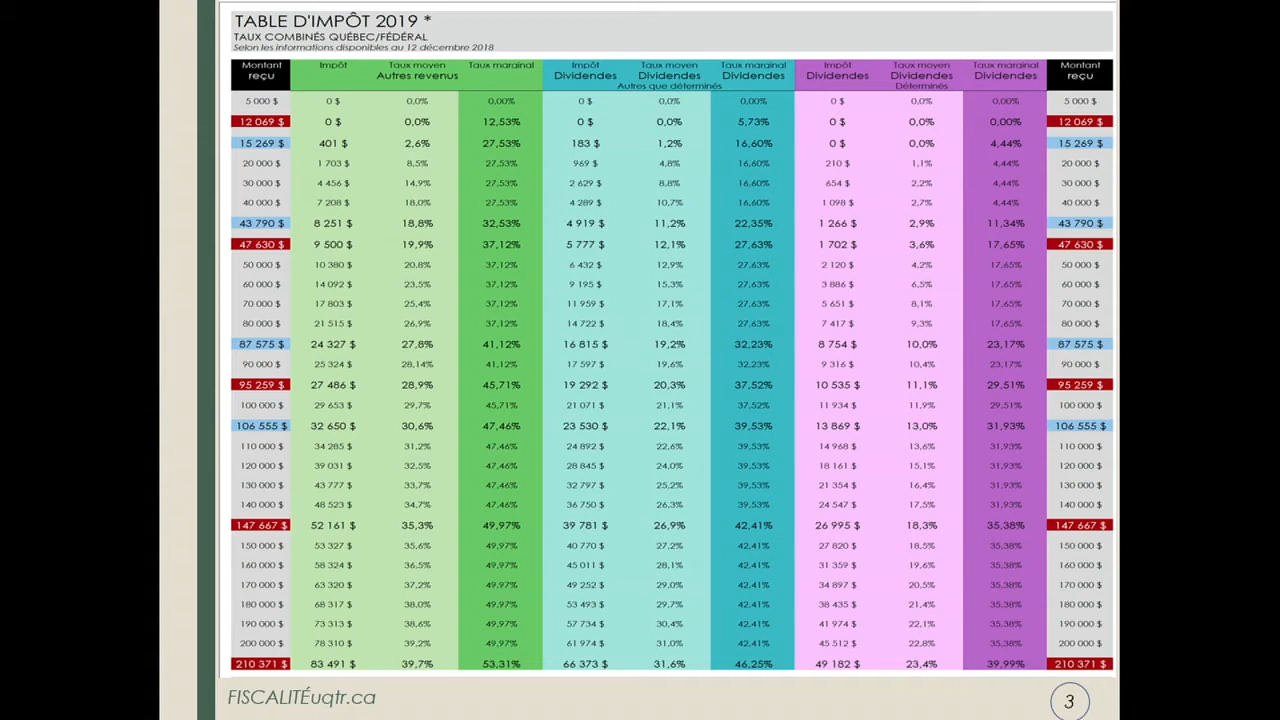 TABLE D'IMPÔT 2019 *
TAUX COMBINÉS QUÉBEC/FÉDÉRAL
Selon les informations disponibles au 12 décembre 2018
Montant Impôt Taux moyen Taux marginal Impôt Taux moyen Taux marginal Impôt Taux moyen Taux marginal Montant
reçu Autres revenus Dividendes Dividendes Dividendes Dividendes Dividendes Dividendes reçu
Autres que déterminés Déterminés
5 000 $ 0 $ 0,0% 0,00% 0 $ 0,0% 0,00% 0 $ 0,0% 0,00% 5 000 $
12 069 $ 0 $ 0,0% 12,53% 0 $ 0,0% 5,73% 0 $ 0,0% 0,00% 12 069 $
15 269 $ 401 $ 2,6% 27,53% 183 $ 1,2% 16,60% 0 $ 0,0% 4,44% 15 269 $
20 000 $ 1 703 $ 8,5% 27,53% 969 $ 4,8% 16,60% 210 $ 1,1% 4,44% 20 000 $
30 000 $ 4 456 $ 14,9% 27,53% 2 629 $ 8,8% 16,60% 654 $ 2,2% 4,44% 30 000 $
40 000 $ 7 208 $ 18,0% 27,53% 4 289 $ 10,7% 16,60% 1 098 $ 2,7% 4,44% 40 000 $
43 790 $ 8 251 $ 18,8% 32,53% 4 919 $ 11,2% 22,35% 1 266 $ 2,9% 11,34% 43 790 $
47 630 $ 9 500 $ 19,9% 37,12% 5 777 $ 12,1% 27,63% 1 702 $ 3,6% 17,65% 47 630 $
50 000 $ 10 380 $ 20,8% 37,12% 6 432 $ 12,9% 27,63% 2 120 $ 4,2% 17,65% 50 000 $
60 000 $ 14 092 $ 23,5% 37,12% 9 195 $ 15,3% 27,63% 3 886 $ 6,5% 17,65% 60 000 $
70 000 $ 17 803 $ 25,4% 37,12% 11 959 $ 17,1% 27,63% 5 651 $ 8,1% 17,65% 70 000 $
80 000 $ 21 515 $ 26,9% 37,12% 14 722 $ 18,4% 27,63% 7 417 $ 9,3% 17,65% 80 000 $
87 575 $ 24 327 $ 27,8% 41,12% 16 815 $ 19,2% 32,23% 8 754 $ 10,0% 23,17% 87 575 $
90 000 $ 25 324 $ 28,14% 41,12% 17 597 $ 19,6% 32,23% 9 316 $ 10,4% 23,17% 90 000 $
95 259 $ 27 486 $ 28,9% 45,71% 19 292 $ 20,3% 37,52% 10 535 $ 11,1% 29,51% 95 259 $
100 000 $ 29 653 $ 29,7% 45,71% 21 071 $ 21,1% 37,52% 11 934 $ 11,9% 29,51% 100 000 $
106 555 $ 32 650 $ 30,6% 47,46% 23 530 $ 22,1% 39,53% 13 869 $ 13,0% 31,93% 106 555 $
110 000 $ 34 285 $ 31,2% 47,46% 24 892 $ 22,6% 39,53% 14 968 $ 13,6% 31,93% 110 000 $
120 000 $ 39 031 $ 32,5% 47,46% 28 845 $ 24,0% 39,53% 18 161 $ 15,1% 31,93% 120 000 $
130 000 $ 43 777 $ 33,7% 47,46% 32 797 $ 25,2% 39,53% 21 354 $ 16,4% 31,93% 130 000 $
140 000 $ 48 523 $ 34,7% 47,46% 36 750 $ 26,3% 39,53% 24 547 $ 17,5% 31,93% 140 000 $
147 667 $ 52 161 $ 35,3% 49,97% 39 781 $ 26,9% 42,41% 26 995 $ 18,3% 35,38% 147 667 $
150 000 $ 53 327 $ 35,6% 49,97% 40 770 $ 27,2% 42,41% 27 820 $ 18,5% 35,38% 150 000 $
160 000 $ 58 324 $ 36,5% 49,97% 45 011 $ 28,1% 42,41% 31 359 $ 19,6% 35,38% 160 000 $
170 000 $ 63 320 $ 37,2% 49,97% 49 252 $ 29,0% 42,41% 34 897 $ 20,5% 35,38% 170 000 $
180 000 $ 68 317 $ 38,0% 49,97% 53 493 $ 29,7% 42,41% 38 435 $ 21,4% 35,38% 180 000 $
190 000 $ 73 313 $ 38,6% 49,97% 57 734 $ 30,4% 42,41% 41 974 $ 22,1% 35,38% 190 000 $
200 000 $ 78 310 $ 39,2% 49,97% 61 974 $ 31,0% 42,41% 45 512 $ 22,8% 35,38% 200 000 $
210 371 $ 83 491 $ 39,7% 53,31% 66 373 $ 31,6% 46,25% 49 182 $ 23,4% 39,99% 210 371 $
FISCALITÉuqtr.ca 3